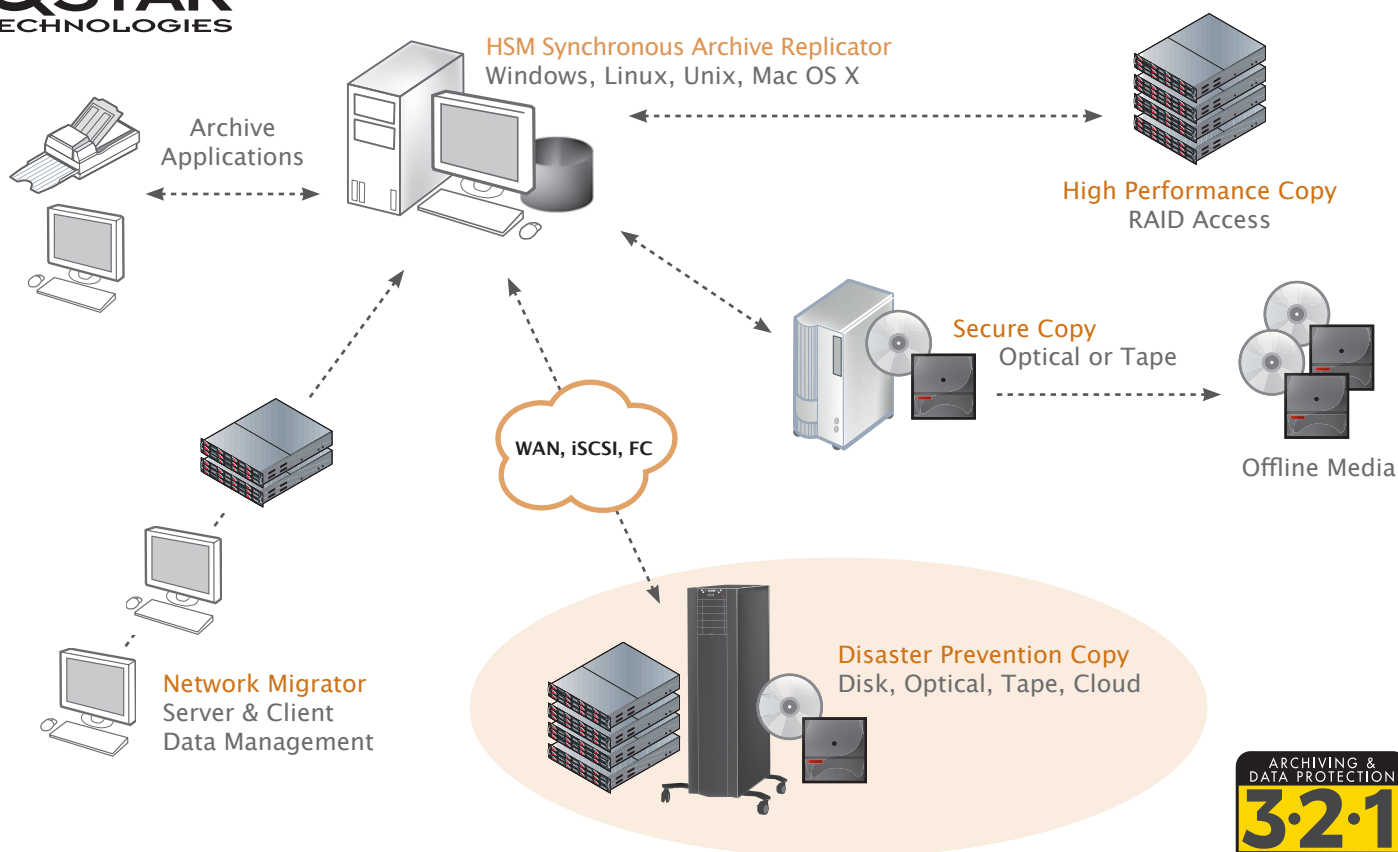 QSTAR
TECHNOLOGIES
HSM Synchronous Archive Replicator
Windows, Linux, Unix, Mac OS X
Archive
Applications
High Performance Copy
RAID Access
Secure Copy
Optical or Tape
Offline Media
WAN, iSCSI, FC
Network Migrator
Server & Client
Data Management
Disaster Prevention Copy
Disk, Optical, Tape, Cloud
ARCHIVING &
DATA PROTECTION
3·2·1